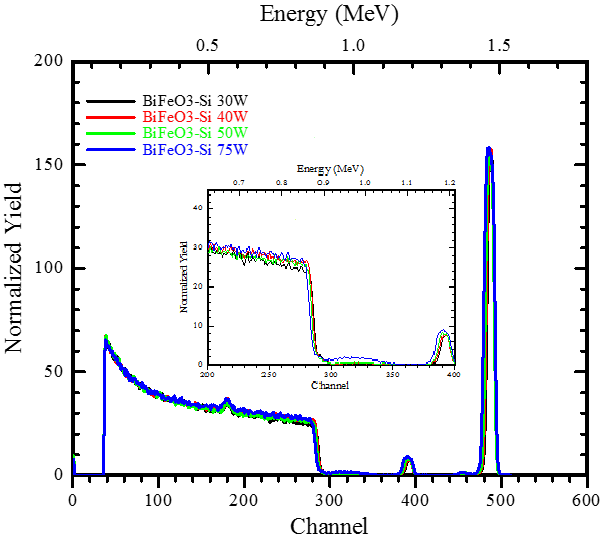 Energy (MeV)
0.5 1.0 1.5
200
150
100
50
0
Normalized Yield
BiFeO3-Si 30W
BiFeO3-Si 40W
BiFeO3-Si 50W
BiFeO3-Si 75W
Energy (MeV)
0.7 0.8 0.9 1.0 1.1 1.2
40
30
20
10
0
Normalized Yield
200 250 300 350 400
Channel
0 100 200 300 400 500 600
Channel